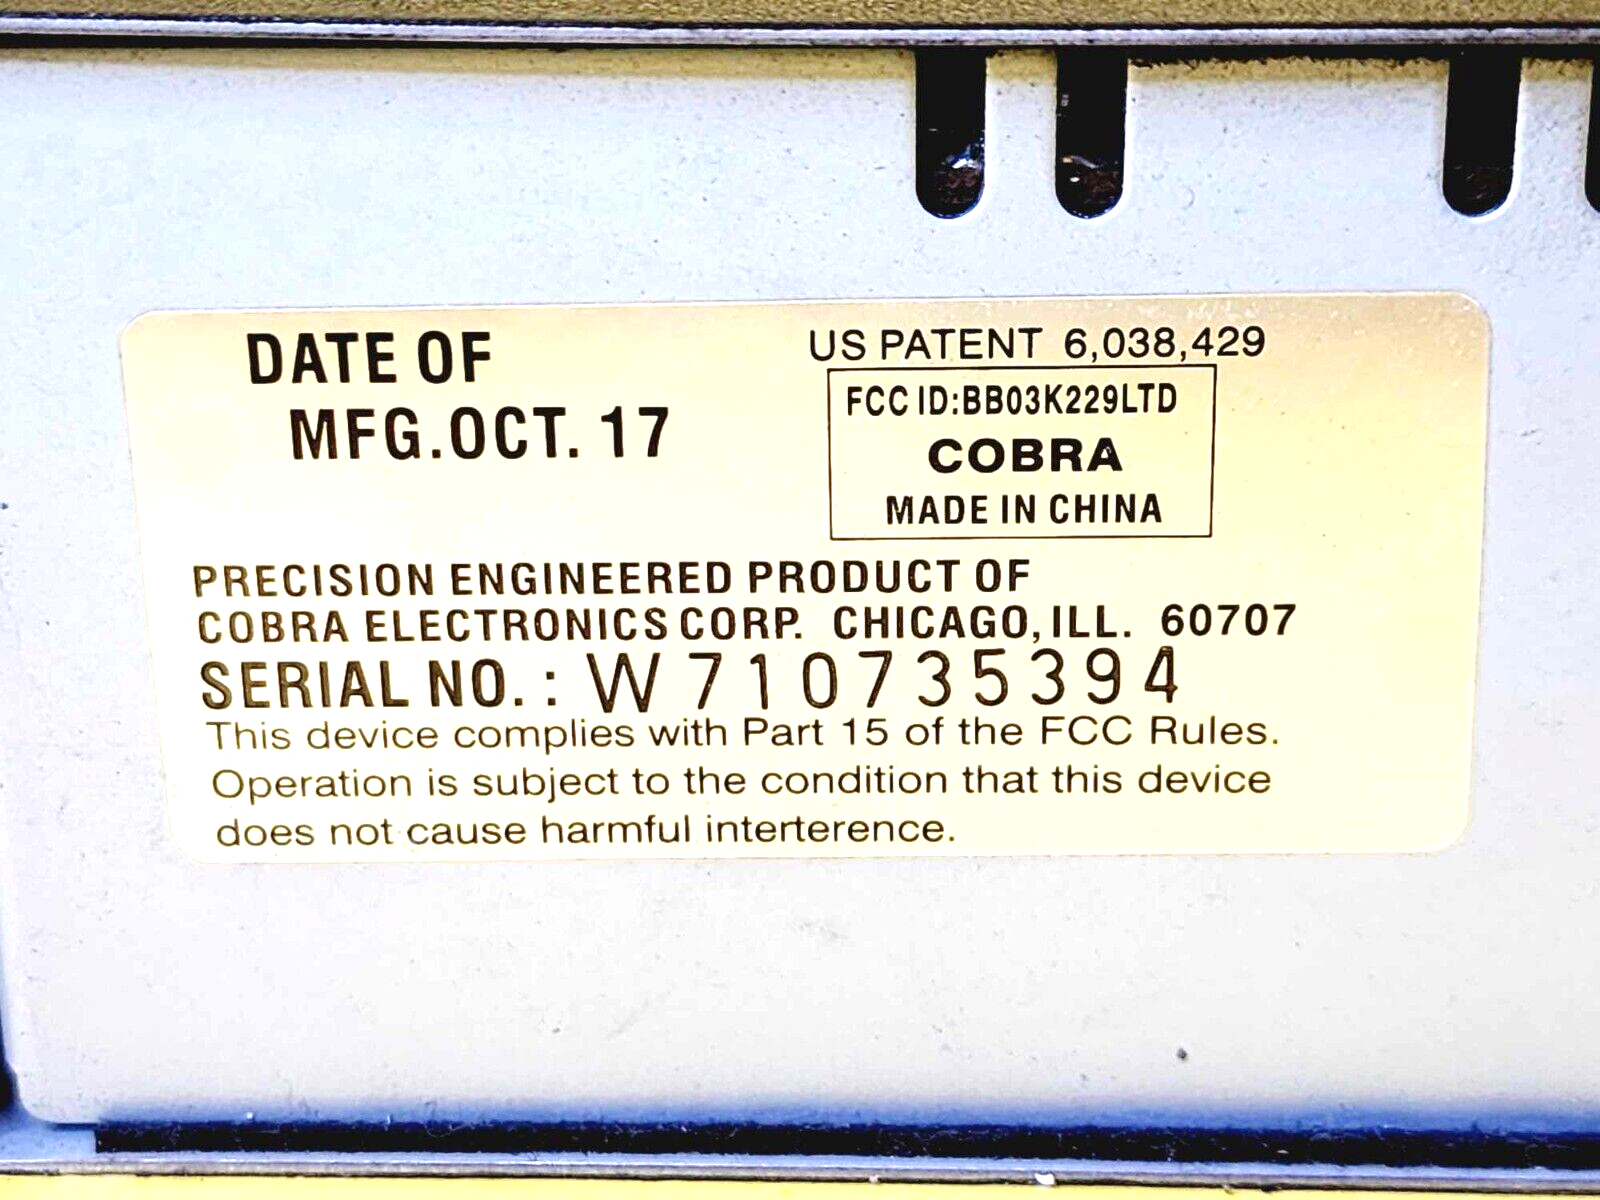 DATE OF
MFG.OCT. 17
US PATENT 6,038,429
FCC ID:BB03K229LTD
COBRA
MADE IN CHINA
PRECISION ENGINEERED PRODUCT OF
COBRA ELECTRONICS CORP. CHICAGO, ILL. 60707
SERIAL NO. : W710735394
This device complies with Part 15 of the FCC Rules.
Operation is subject to the condition that this device
does not cause harmful interterence.